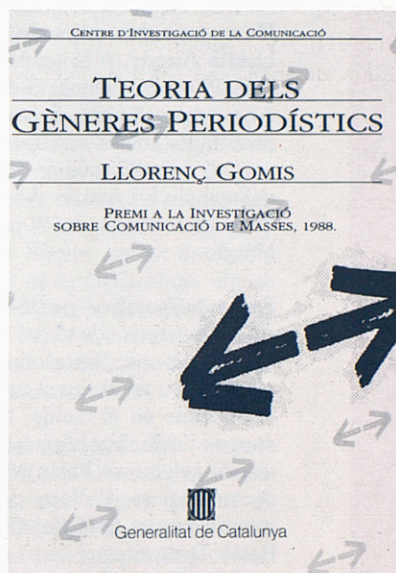 CENTRE D'INVESTIGACIÓ DE LA COMUNICACIÓ
TEORIA DELS
GÈNERES PERIODÍSTICS
LLORENÇ GOMIS
PREMI A LA INVESTIGACIÓ
SOBRE COMUNICACIÓ DE MASSES, 1988.
Generalitat de Catalunya